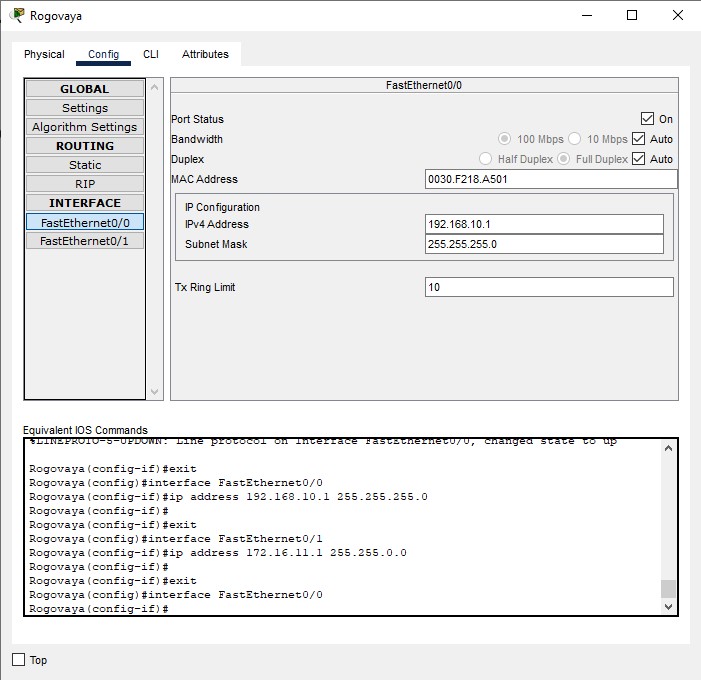 Rogovaya
Physical Config CLI Attributes
GLOBAL
Settings
Algorithm Settings
ROUTING
Static
RIP
INTERFACE
FastEthernet0/0
FastEthernet0/1
FastEthernet0/0
Port Status On
Bandwidth 100 Mbps 10 Mbps Auto
Duplex Half Duplex Full Duplex Auto
MAC Address 0030.F218.A501
IP Configuration
IPv4 Address 192.168.10.1
Subnet Mask 255.255.255.0
Tx Ring Limit 10
Equivalent IOS Commands
%LINEPROTO-5-UPDOWN: Line protocol on Interface FastEthernet0/0, changed state to up
Rogovaya(config-if)#exit
Rogovaya(config)#interface FastEthernet0/0
Rogovaya(config-if)#ip address 192.168.10.1 255.255.255.0
Rogovaya(config-if)#
Rogovaya(config-if)#exit
Rogovaya(config)#interface FastEthernet0/1
Rogovaya(config-if)#ip address 172.16.11.1 255.255.0.0
Rogovaya(config-if)#
Rogovaya(config-if)#exit
Rogovaya(config)#interface FastEthernet0/0
Rogovaya(config-if)#
Top